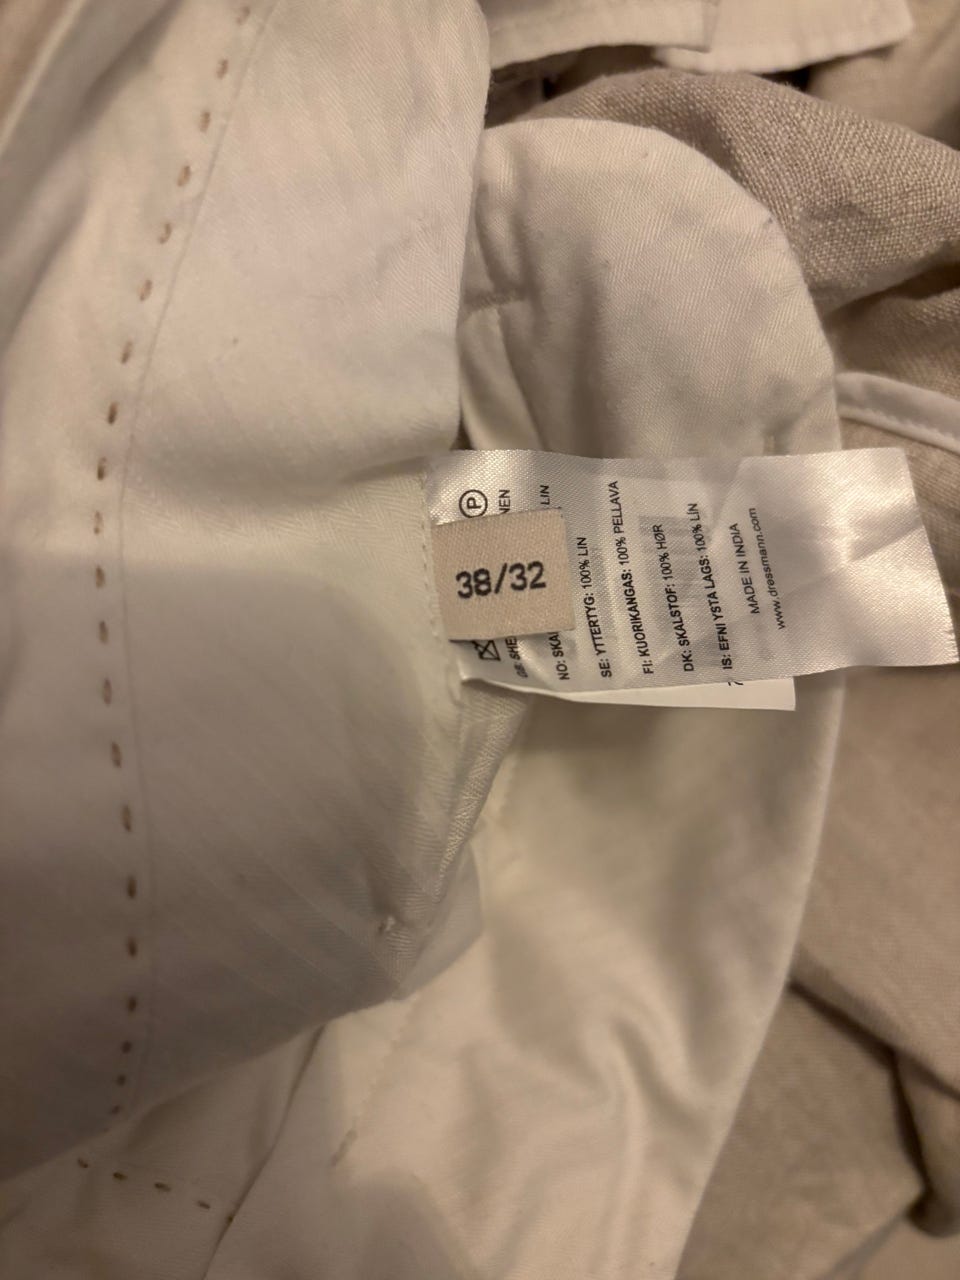 Ⓟ
38/32
NO: SKA LIN
SE: YTTERTYG: 100% LIN
FI: KUORIKANGAS: 100% PELLAVA
DK: SKALSTOF: 100% HØR
IS: EFNI YSTA LAGS: 100% LÍN
MADE IN INDIA
www.dressmann.com